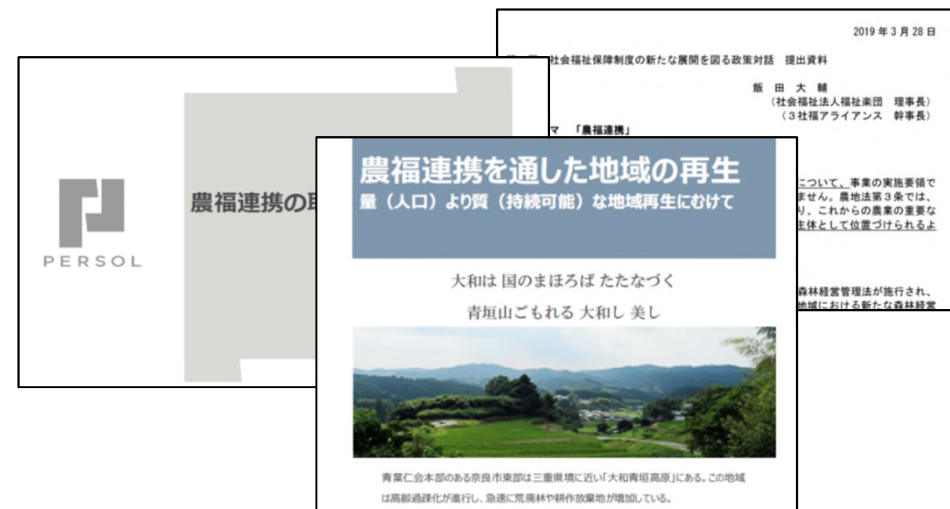 2019 年 3 月 28 日
社会福祉保障制度の新たな展開を図る政策対話 提出資料
飯 田 大 輔
（社会福祉法人福祉楽団 理事長）
（３社福アライアンス 幹事長）
マ 「農福連携」
について、事業の実施要領で
ません。農地法第３条では、
り、これからの農業の重要な
主体として位置づけられるよ
森林経営管理法が施行され、
地域における新たな森林経営
PERSOL
農福連携の
農福連携を通した地域の再生
量（人口）より質（持続可能）な地域再生にむけて
大和は 国のまほろば たたなづく
青垣山ごもれる 大和し 美し
青葉仁会本部のある奈良市東部は三重県境に近い「大和青垣高原」にある。この地域
は高齢過疎化が進行し、急速に荒廃林や耕作放棄地が増加している。